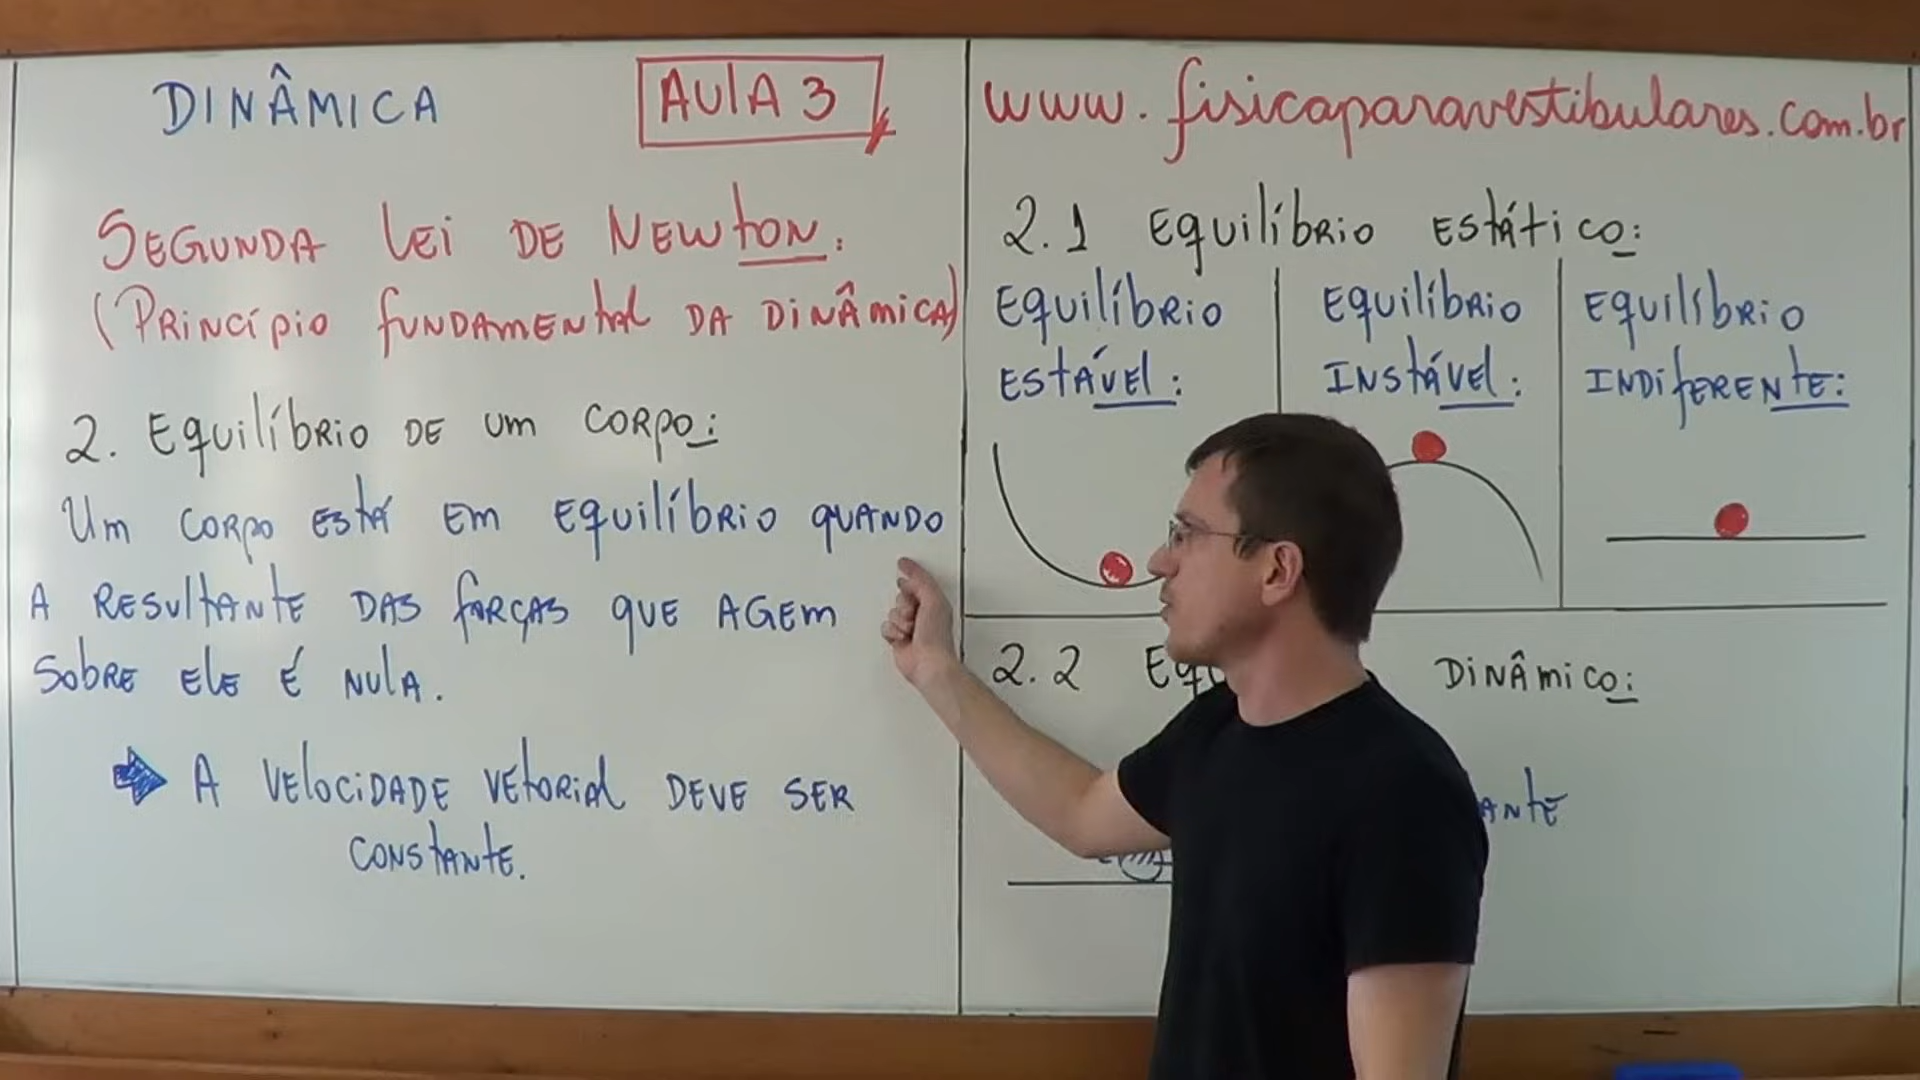 DINÂMICA
AULA 3
SEGUNDA LEI DE NEWTON:
(PRINCÍPIO FUNDAMENTAL DA DINÂMICA)
2. EQUILÍBRIO DE UM CORPO:
UM CORPO ESTÁ EM EQUILÍBRIO QUANDO
A RESULTANTE DAS FORÇAS QUE AGEM
SOBRE ELE É NULA.
A VELOCIDADE VETORIAL DEVE SER
CONSTANTE.
www.fisicaparavestibulares.com.br
2.1 EQUILÍBRIO ESTÁTICO:
EQUILÍBRIO
ESTÁVEL:
EQUILÍBRIO
INSTÁVEL:
EQUILÍBRIO
INDIFERENTE:
2.2 DINÂMICO: